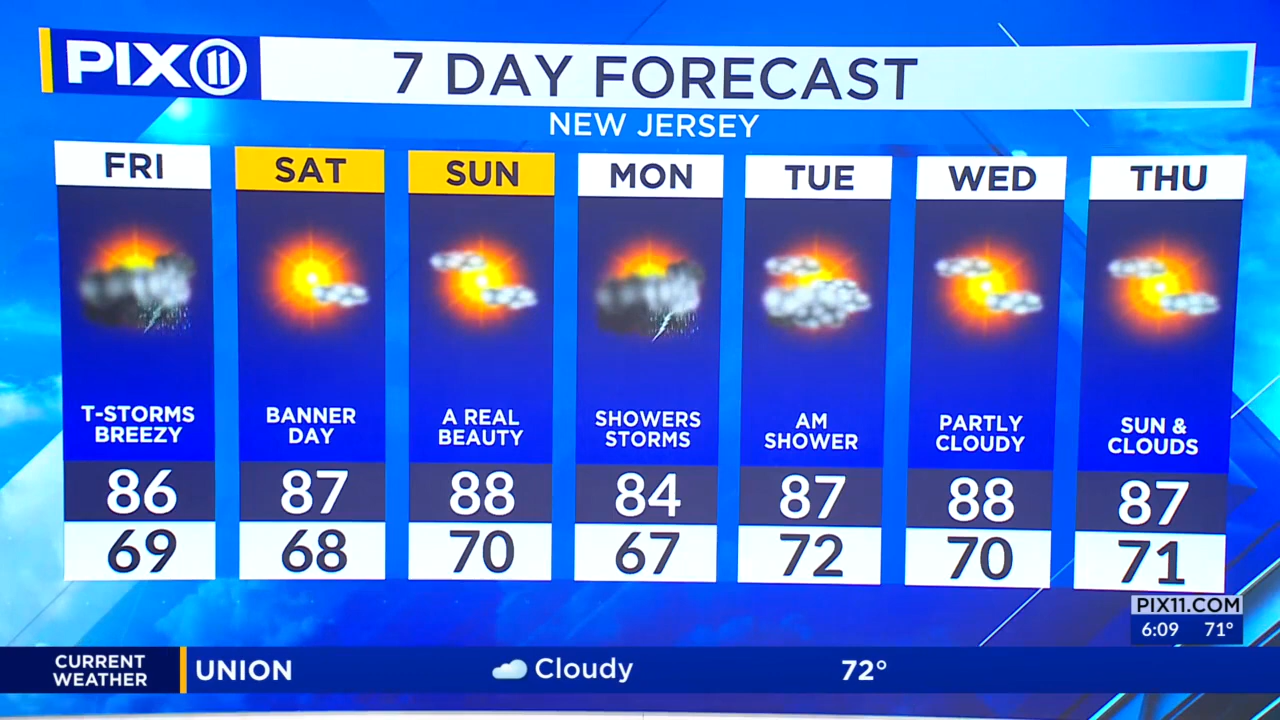 PIX 11
7 DAY FORECAST
NEW JERSEY
FRI
T-STORMS
BREEZY
86
69
SAT
BANNER
DAY
87
68
SUN
A REAL
BEAUTY
88
70
MON
SHOWERS
STORMS
84
67
TUE
AM
SHOWER
87
72
WED
PARTLY
CLOUDY
88
70
THU
SUN &
CLOUDS
87
71
PIX11.COM
6:09 71°
CURRENT
WEATHER
UNION Cloudy 72°